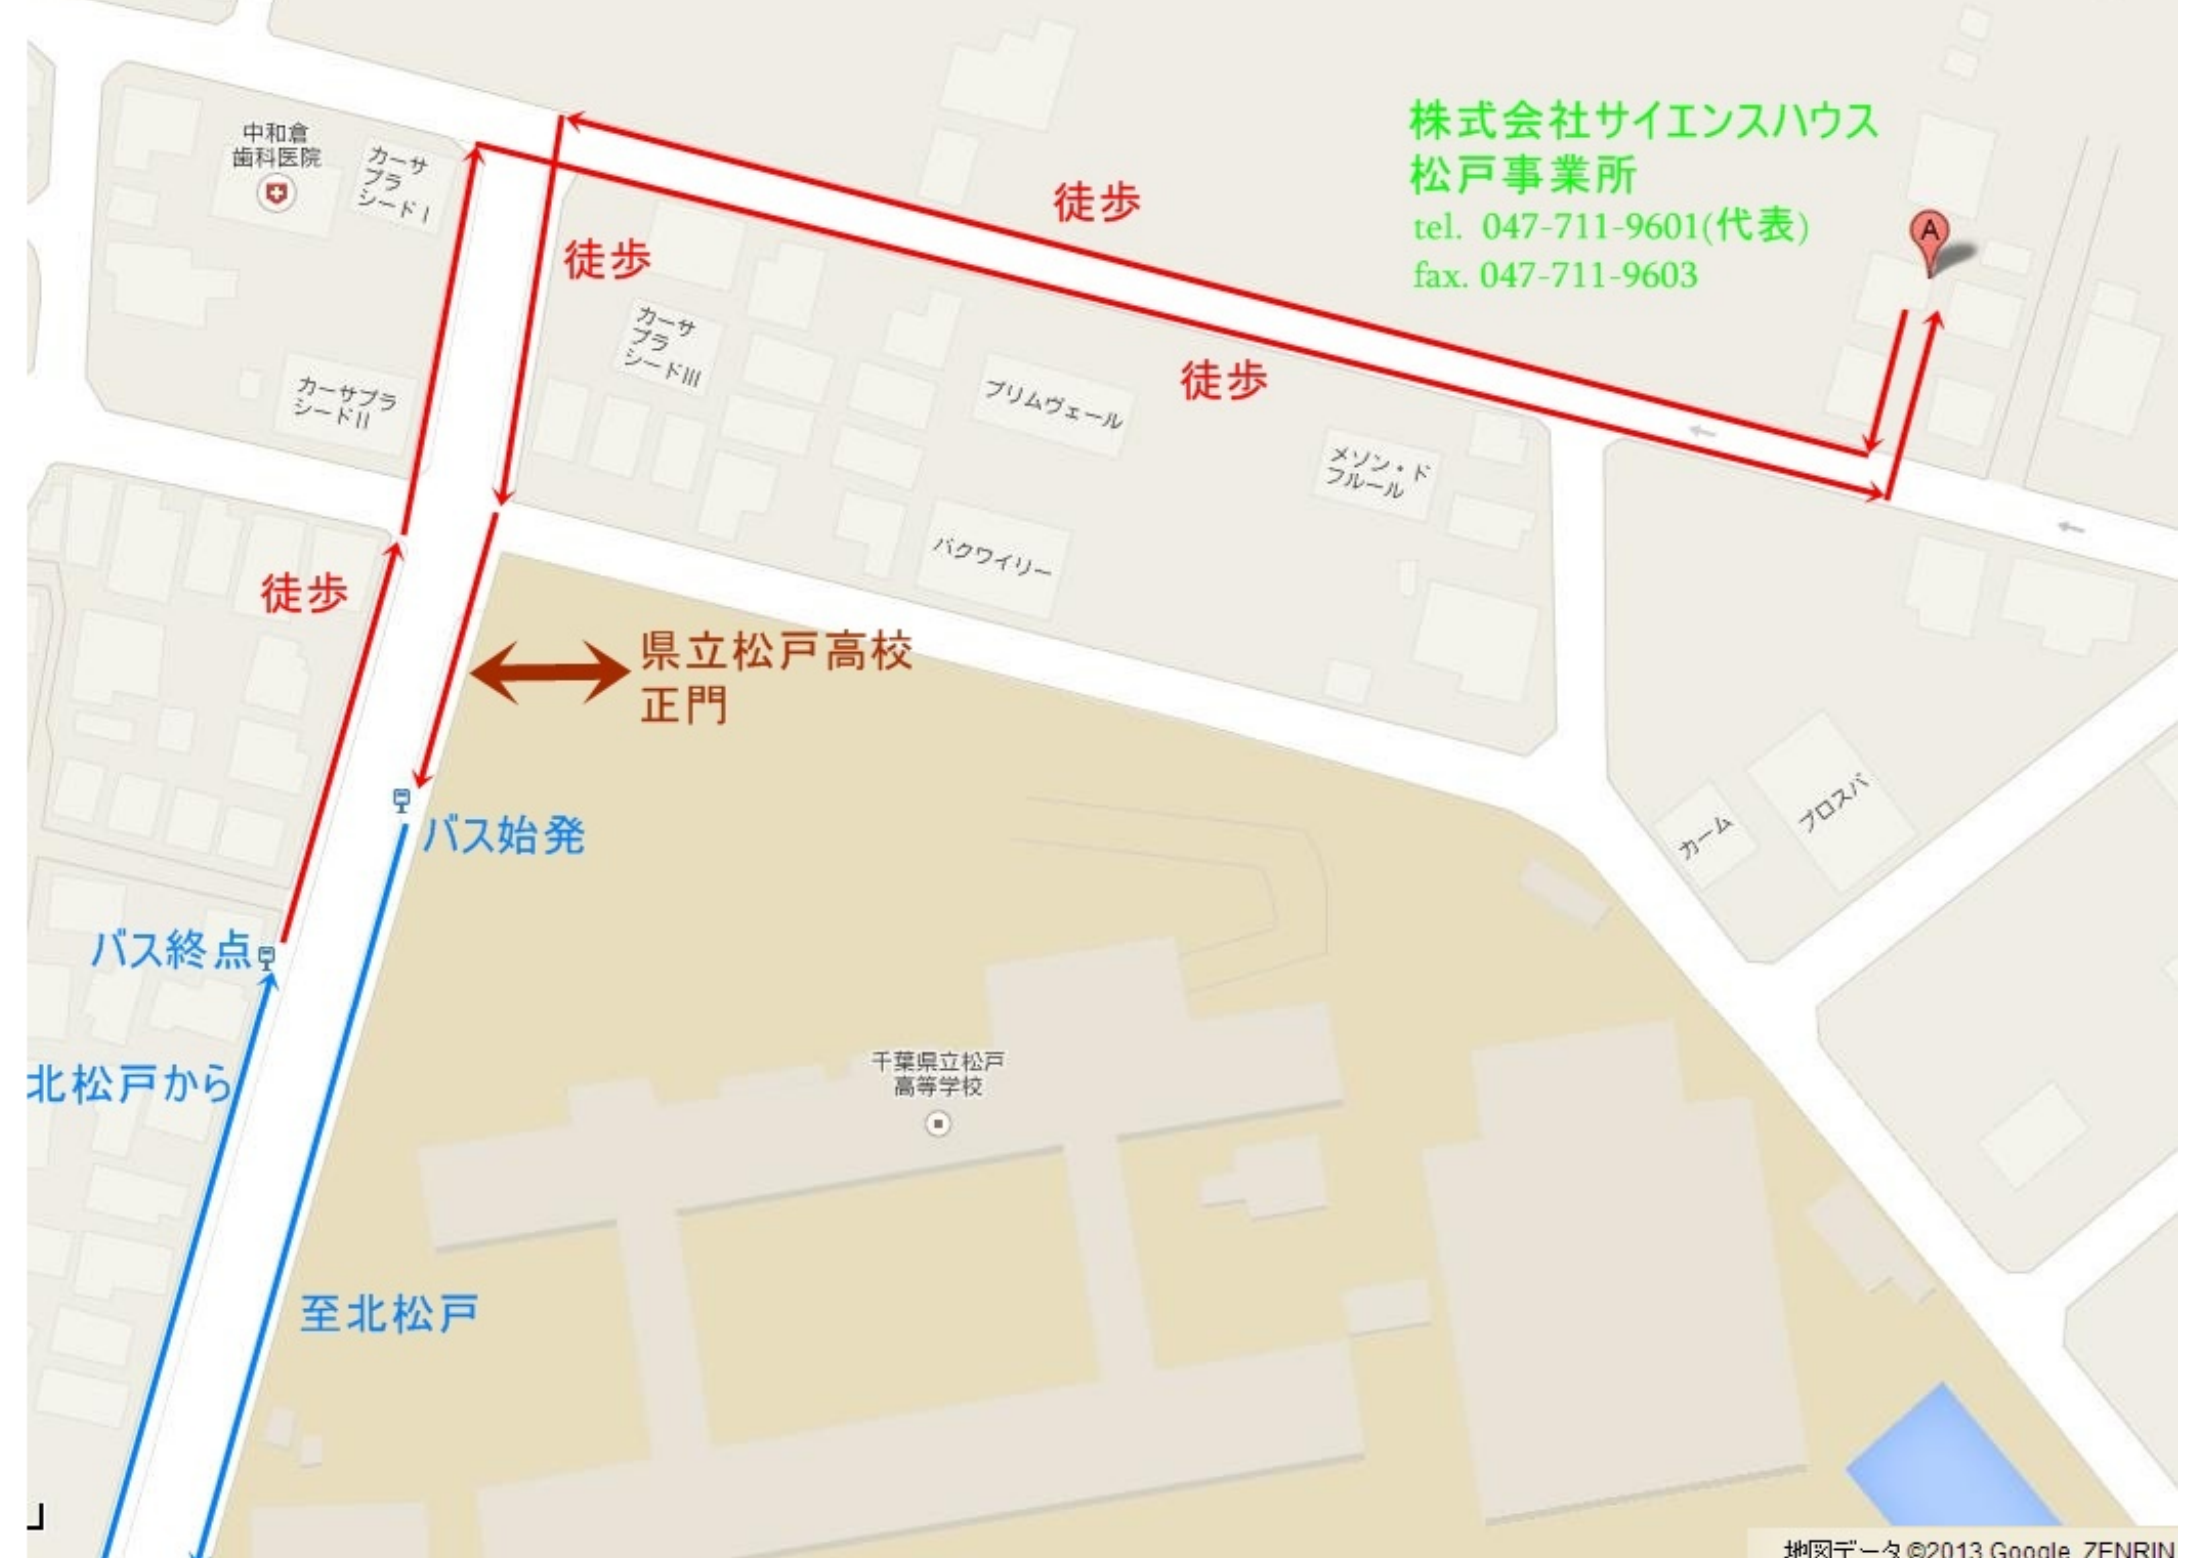 株式会社サイエンスハウス
松戸事業所
tel. 047-711-9601(代表)
fax. 047-711-9603
A
中和倉
歯科医院
カーサ
プラ
シードI
徒歩
徒歩
カーサ
プラ
シードIII
徒歩
プリムヴェール
カーサプラ
シードII
メゾン・ド
フルール
バクワイリー
徒歩
県立松戸高校
正門
バス始発
カーム
プロスパ
バス終点
北松戸から
千葉県立松戸
高等学校
至北松戸
」
地図データ ©2013 Google, ZENRIN